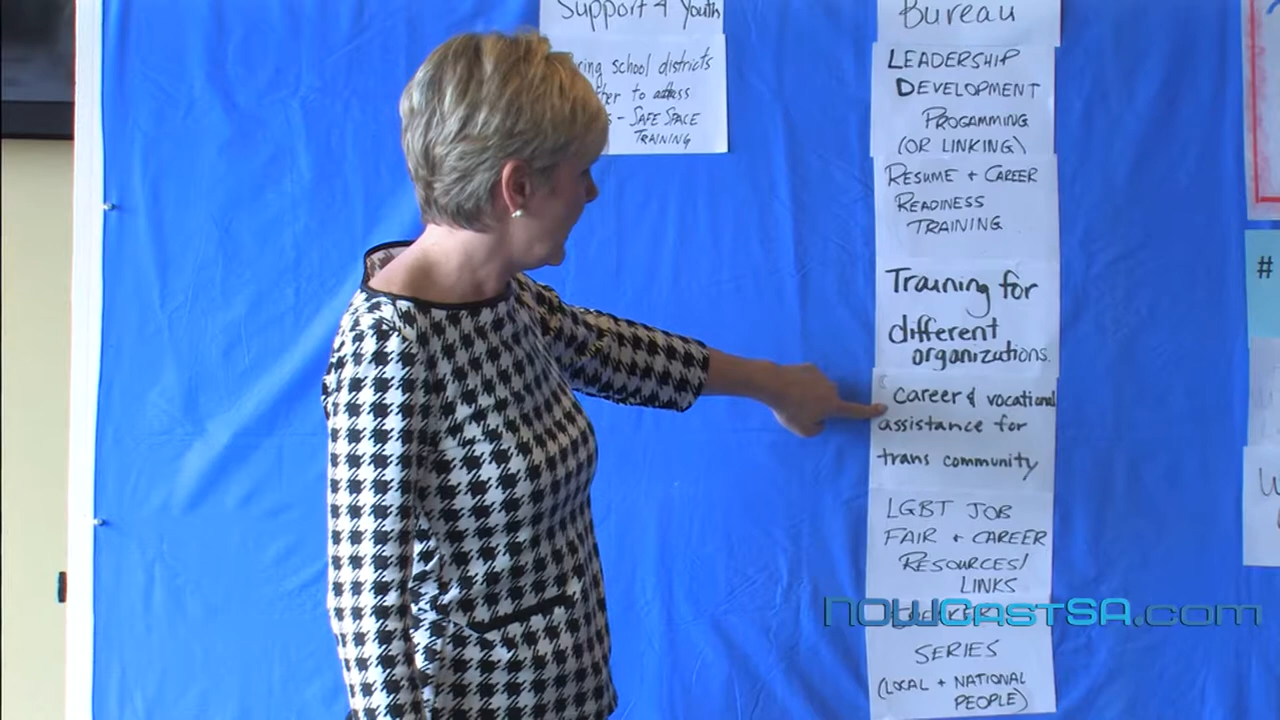 Support 4 Youth
school districts
to address
- SAFE SPACE
TRAINING
Bureau
LEADERSHIP
DEVELOPMENT
PROGAMMING
(OR LINKING)
RESUME + CAREER
READINESS
TRAINING
Training for
different
organizations.
Career & vocational
assistance for
trans community
LGBT JOB
FAIR + CAREER
RESOURCES/
LINKS
SPEAKER
SERIES
(LOCAL + NATIONAL
PEOPLE)
#
NOWCASTSA.com